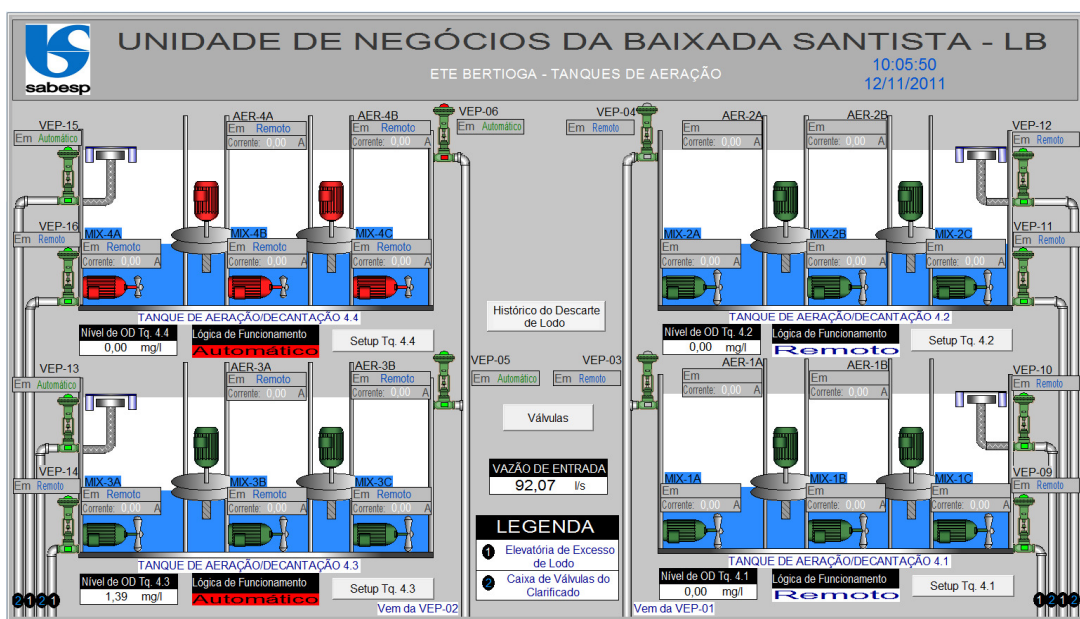 sabesp
UNIDADE DE NEGÓCIOS DA BAIXADA SANTISTA - LB
ETE BERTIOGA - TANQUES DE AERAÇÃO
10:05:50
12/11/2011
VEP-15
Em Automático
AER-4A
Em Remoto
Corrente: 0,00 A
AER-4B
Em Remoto
Corrente: 0,00 A
VEP-06
Em Automático
VEP-16
Em Remoto
MIX-4A
Em Remoto
Corrente: 0,00 A
MIX-4B
Em Remoto
Corrente: 0,00 A
MIX-4C
Em Remoto
Corrente: 0,00 A
TANQUE DE AERAÇÃO/DECANTAÇÃO 4.4
Nível de OD Tq. 4.4
0,00 mg/l
Lógica de Funcionamento
Automático
Setup Tq. 4.4
VEP-04
Em Remoto
AER-2A
Em
Corrente: 0,00 A
AER-2B
Em
Corrente: 0,00 A
VEP-12
Em Remoto
VEP-11
Em Remoto
MIX-2A
Em
Corrente: 0,00 A
MIX-2B
Em
Corrente: 0,00 A
MIX-2C
Em
Corrente: 0,00 A
TANQUE DE AERAÇÃO/DECANTAÇÃO 4.2
Nível de OD Tq. 4.2
0,00 mg/l
Lógica de Funcionamento
Remoto
Setup Tq. 4.2
Histórico do Descarte
de Lodo
VEP-13
Em Automático
AER-3A
Em Remoto
Corrente: 0,00 A
AER-3B
Em Remoto
Corrente: 0,00 A
VEP-05
Em Automático
VEP-14
Em Remoto
MIX-3A
Em Remoto
Corrente: 0,00 A
MIX-3B
Em Remoto
Corrente: 0,00 A
MIX-3C
Em Remoto
Corrente: 0,00 A
TANQUE DE AERAÇÃO/DECANTAÇÃO 4.3
Nível de OD Tq. 4.3
1,39 mg/l
Lógica de Funcionamento
Automático
Setup Tq. 4.3
Vem da VEP-02
2 1 2 1
Válvulas
VAZÃO DE ENTRADA
92,07 l/s
LEGENDA
1 Elevatória de Excesso
de Lodo
2 Caixa de Válvulas do
Clarificado
VEP-03
Em Remoto
AER-1A
Em
Corrente: 0,00 A
AER-1B
Em
Corrente: 0,00 A
VEP-10
Em Remoto
VEP-09
Em Remoto
MIX-1A
Em
Corrente: 0,00 A
MIX-1B
Em
Corrente: 0,00 A
MIX-1C
Em
Corrente: 0,00 A
TANQUE DE AERAÇÃO/DECANTAÇÃO 4.1
Nível de OD Tq. 4.1
0,00 mg/l
Lógica de Funcionamento
Remoto
Setup Tq. 4.1
Vem da VEP-01
1 2 1 2